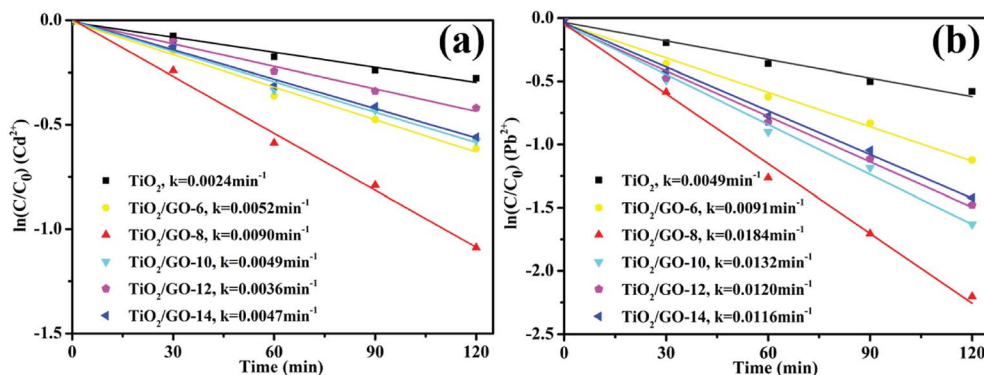 (a)
0.0
-0.5
-1.0
-1.5
ln(C/C₀) (Cd²⁺)
TiO₂, k=0.0024min⁻¹
TiO₂/GO-6, k=0.0052min⁻¹
TiO₂/GO-8, k=0.0090min⁻¹
TiO₂/GO-10, k=0.0049min⁻¹
TiO₂/GO-12, k=0.0036min⁻¹
TiO₂/GO-14, k=0.0047min⁻¹
0 30 60 90 120
Time (min)
(b)
0.0
-0.5
-1.0
-1.5
-2.0
-2.5
ln(C/C₀) (Pb²⁺)
TiO₂, k=0.0049min⁻¹
TiO₂/GO-6, k=0.0091min⁻¹
TiO₂/GO-8, k=0.0184min⁻¹
TiO₂/GO-10, k=0.0132min⁻¹
TiO₂/GO-12, k=0.0120min⁻¹
TiO₂/GO-14, k=0.0116min⁻¹
0 30 60 90 120
Time (min)